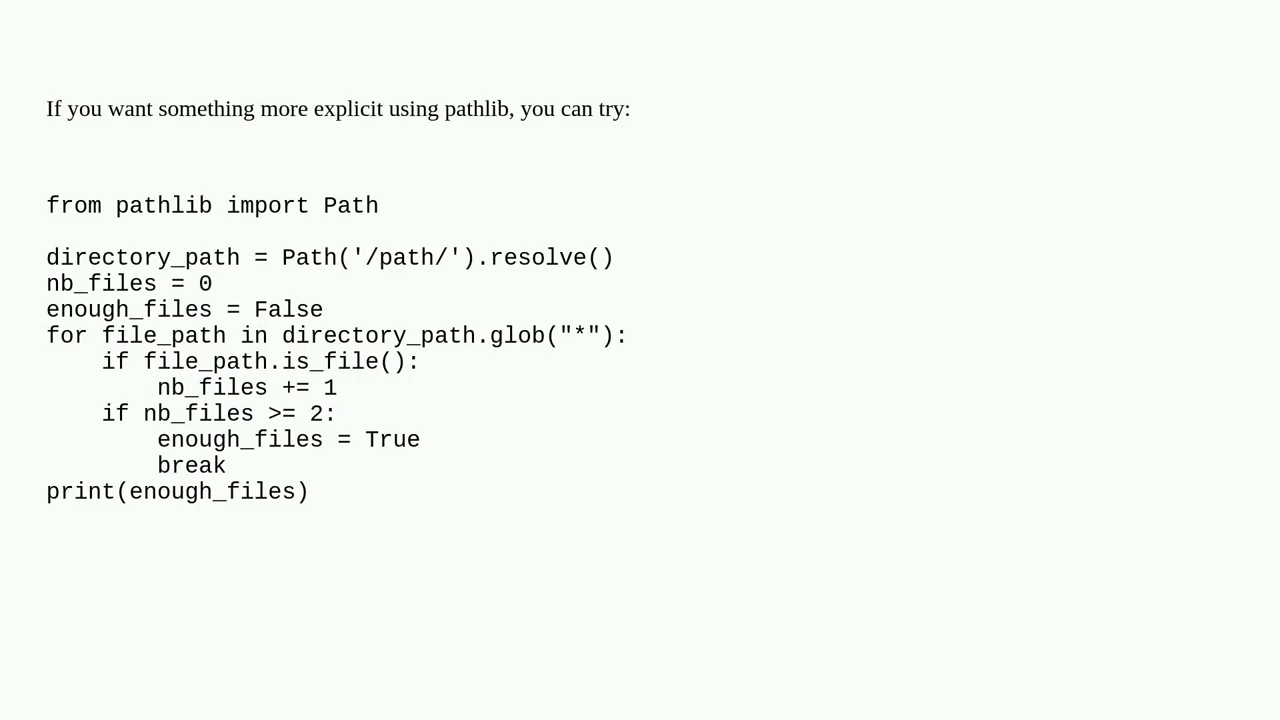 If you want something more explicit using pathlib, you can try:
from pathlib import Path
directory_path = Path('/path/').resolve()
nb_files = 0
enough_files = False
for file_path in directory_path.glob("*"):
    if file_path.is_file():
        nb_files += 1
    if nb_files >= 2:
        enough_files = True
        break
print(enough_files)